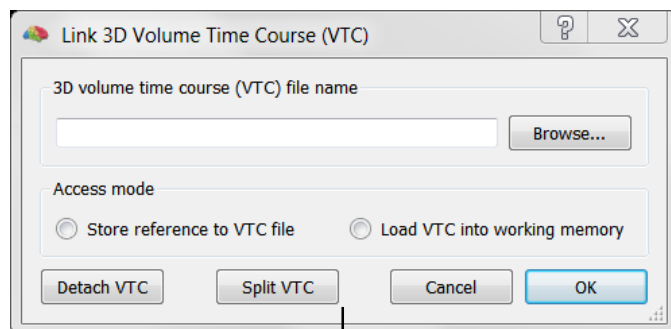 Link 3D Volume Time Course (VTC)
3D volume time course (VTC) file name
Browse...
Access mode
Store reference to VTC file Load VTC into working memory
Detach VTC Split VTC Cancel OK